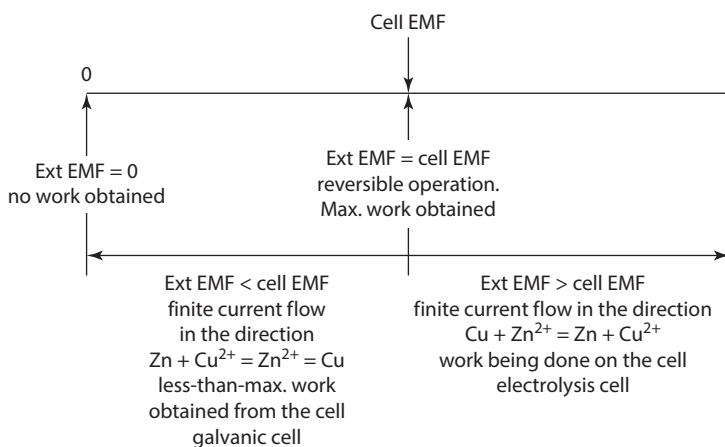 Cell EMF
0
Ext EMF = 0
no work obtained
Ext EMF = cell EMF
reversible operation.
Max. work obtained
Ext EMF < cell EMF
finite current flow
in the direction
Zn + Cu²⁺ = Zn²⁺ = Cu
less-than-max. work
obtained from the cell
galvanic cell
Ext EMF > cell EMF
finite current flow in the direction
Cu + Zn²⁺ = Zn + Cu²⁺
work being done on the cell
electrolysis cell